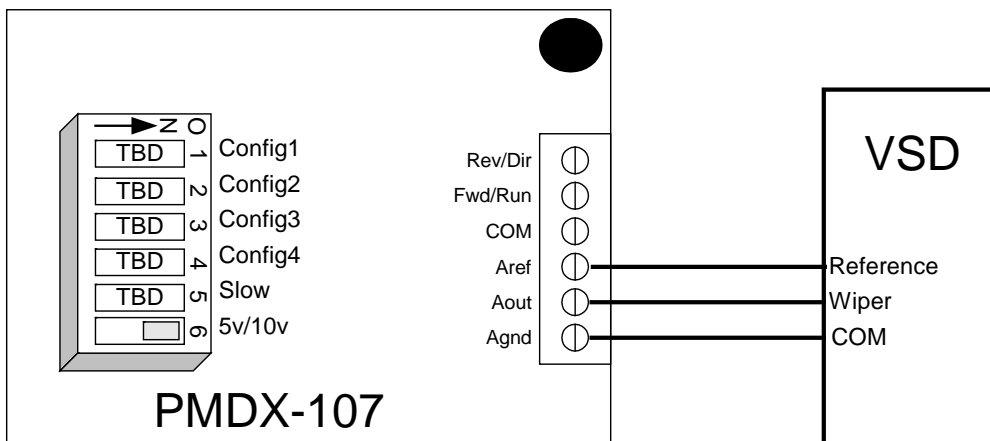 ON
TBD 1 Config1
TBD 2 Config2
TBD 3 Config3
TBD 4 Config4
TBD 5 Slow
6 5v/10v
PMDX-107
Rev/Dir
Fwd/Run
COM
Aref
Aout
Agnd
VSD
Reference
Wiper
COM